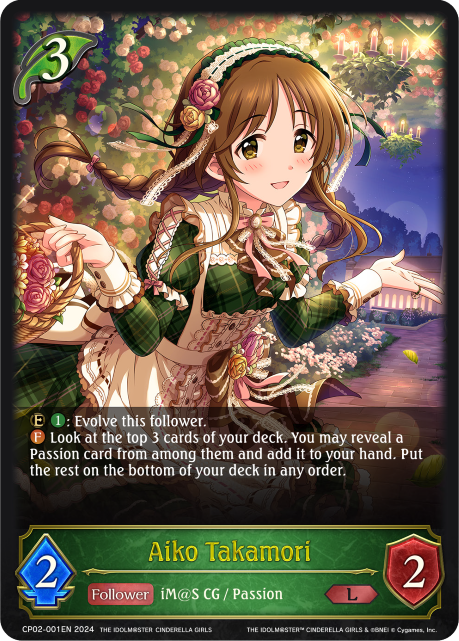 3
E 1: Evolve this follower.
F Look at the top 3 cards of your deck. You may reveal a
Passion card from among them and add it to your hand. Put
the rest on the bottom of your deck in any order.
Aiko Takamori
2
Follower iM@S CG / Passion
L
2
CP02-001EN 2024 THE IDOLM@STER CINDERELLA GIRLS THE IDOLM@STER™ CINDERELLA GIRLS & ©BNEI © Cygames, Inc.